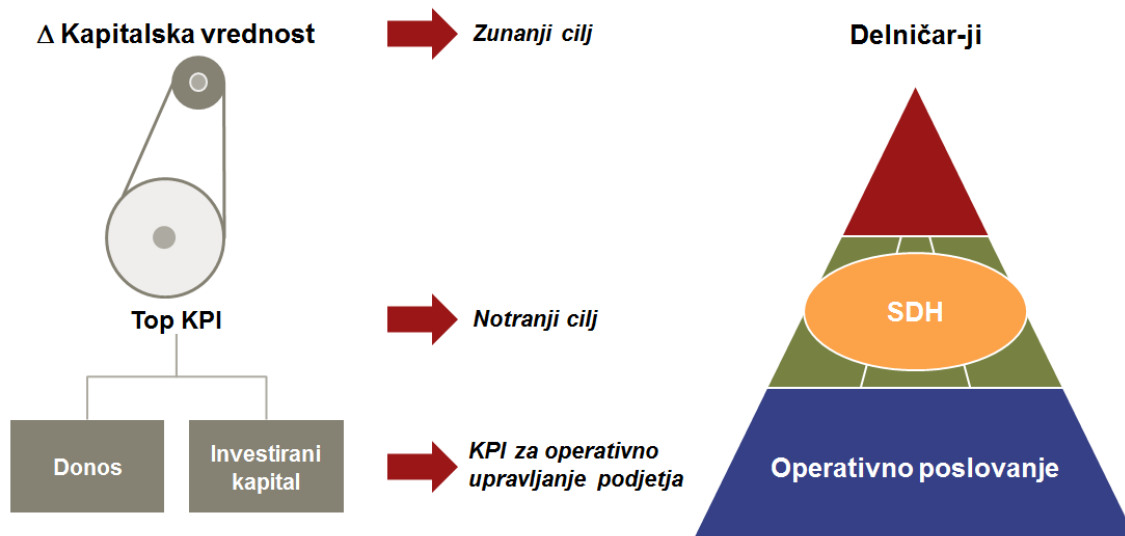 Δ Kapitalska vrednost
Zunanji cilj
Delničar-ji
Top KPI
Notranji cilj
SDH
Donos
Investirani
kapital
KPI za operativno
upravljanje podjetja
Operativno poslovanje